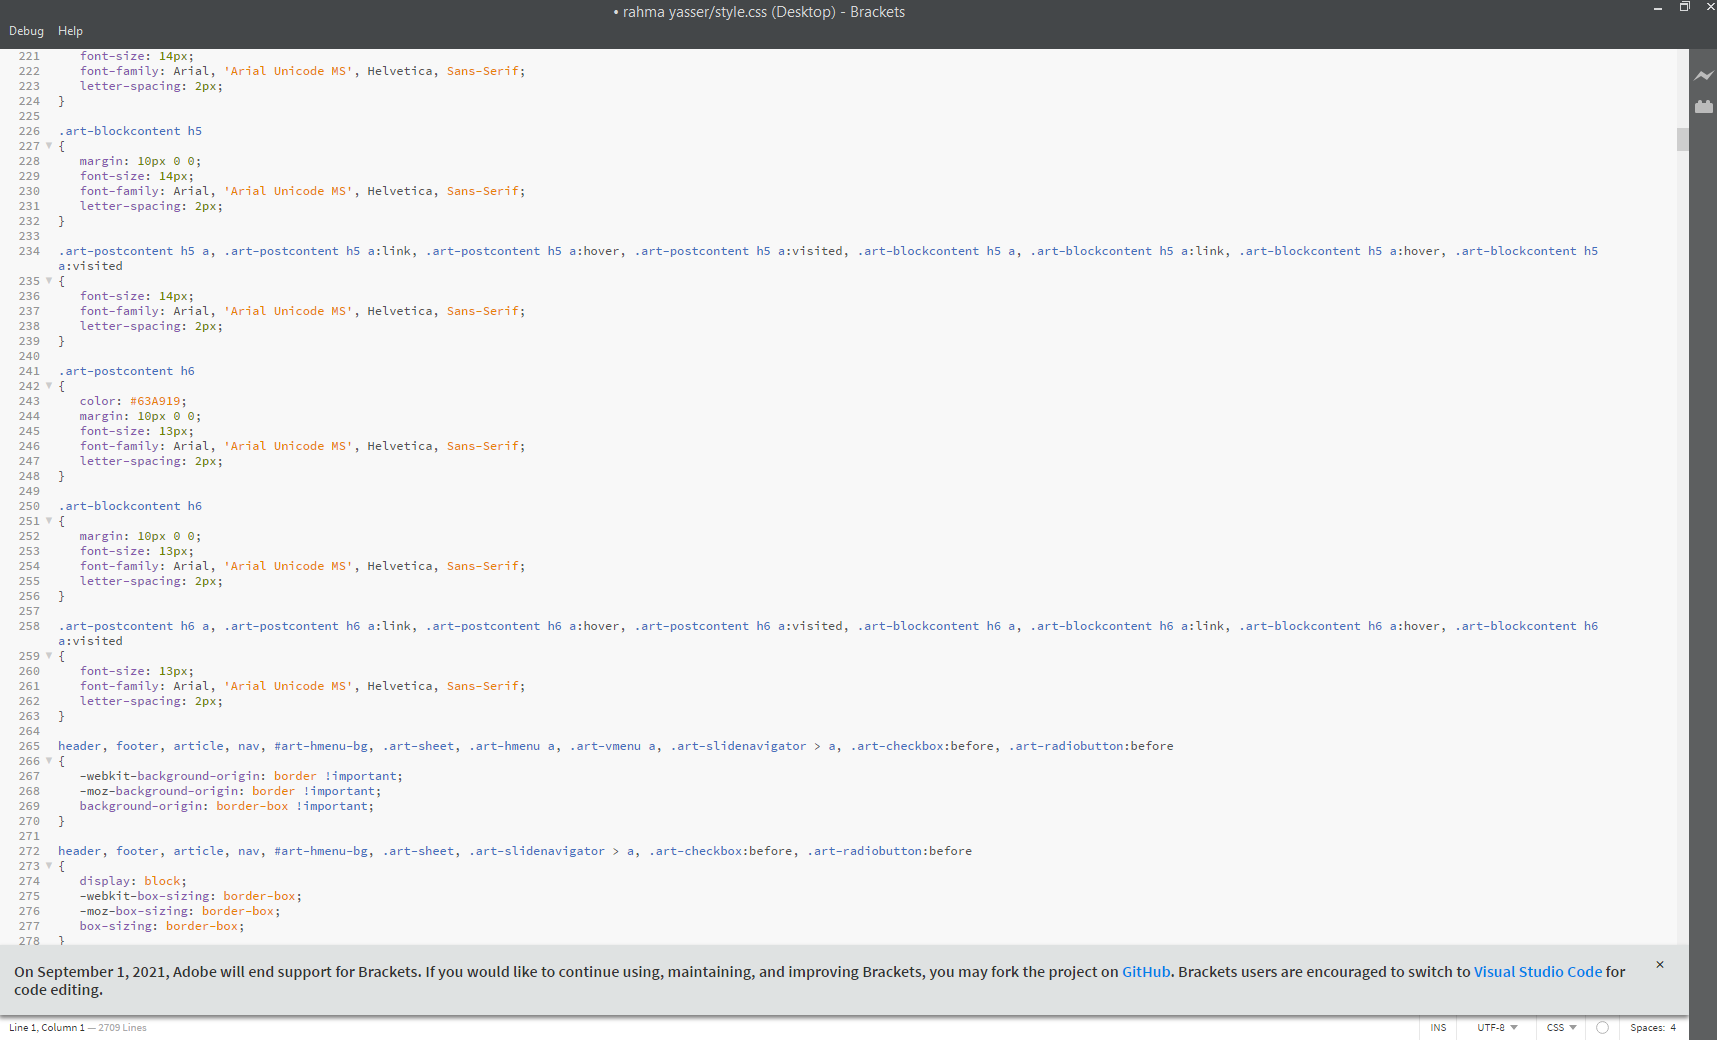 • rahma yasser/style.css (Desktop) - Brackets
Debug Help
221 font-size: 14px;
222 font-family: Arial, 'Arial Unicode MS', Helvetica, Sans-Serif;
223 letter-spacing: 2px;
224 }
225
226 .art-blockcontent h5
227 {
228 margin: 10px 0 0;
229 font-size: 14px;
230 font-family: Arial, 'Arial Unicode MS', Helvetica, Sans-Serif;
231 letter-spacing: 2px;
232 }
233
234 .art-postcontent h5 a, .art-postcontent h5 a:link, .art-postcontent h5 a:hover, .art-postcontent h5 a:visited, .art-blockcontent h5 a, .art-blockcontent h5 a:link, .art-blockcontent h5 a:hover, .art-blockcontent h5
a:visited
235 {
236 font-size: 14px;
237 font-family: Arial, 'Arial Unicode MS', Helvetica, Sans-Serif;
238 letter-spacing: 2px;
239 }
240
241 .art-postcontent h6
242 {
243 color: #63A919;
244 margin: 10px 0 0;
245 font-size: 13px;
246 font-family: Arial, 'Arial Unicode MS', Helvetica, Sans-Serif;
247 letter-spacing: 2px;
248 }
249
250 .art-blockcontent h6
251 {
252 margin: 10px 0 0;
253 font-size: 13px;
254 font-family: Arial, 'Arial Unicode MS', Helvetica, Sans-Serif;
255 letter-spacing: 2px;
256 }
257
258 .art-postcontent h6 a, .art-postcontent h6 a:link, .art-postcontent h6 a:hover, .art-postcontent h6 a:visited, .art-blockcontent h6 a, .art-blockcontent h6 a:link, .art-blockcontent h6 a:hover, .art-blockcontent h6
a:visited
259 {
260 font-size: 13px;
261 font-family: Arial, 'Arial Unicode MS', Helvetica, Sans-Serif;
262 letter-spacing: 2px;
263 }
264
265 header, footer, article, nav, #art-hmenu-bg, .art-sheet, .art-hmenu a, .art-vmenu a, .art-slidenavigator > a, .art-checkbox:before, .art-radiobutton:before
266 {
267 -webkit-background-origin: border !important;
268 -moz-background-origin: border !important;
269 background-origin: border-box !important;
270 }
271
272 header, footer, article, nav, #art-hmenu-bg, .art-sheet, .art-slidenavigator > a, .art-checkbox:before, .art-radiobutton:before
273 {
274 display: block;
275 -webkit-box-sizing: border-box;
276 -moz-box-sizing: border-box;
277 box-sizing: border-box;
278 }
On September 1, 2021, Adobe will end support for Brackets. If you would like to continue using, maintaining, and improving Brackets, you may fork the project on GitHub. Brackets users are encouraged to switch to Visual Studio Code for
code editing.
Line 1, Column 1 — 2709 Lines INS UTF-8 CSS Spaces: 4